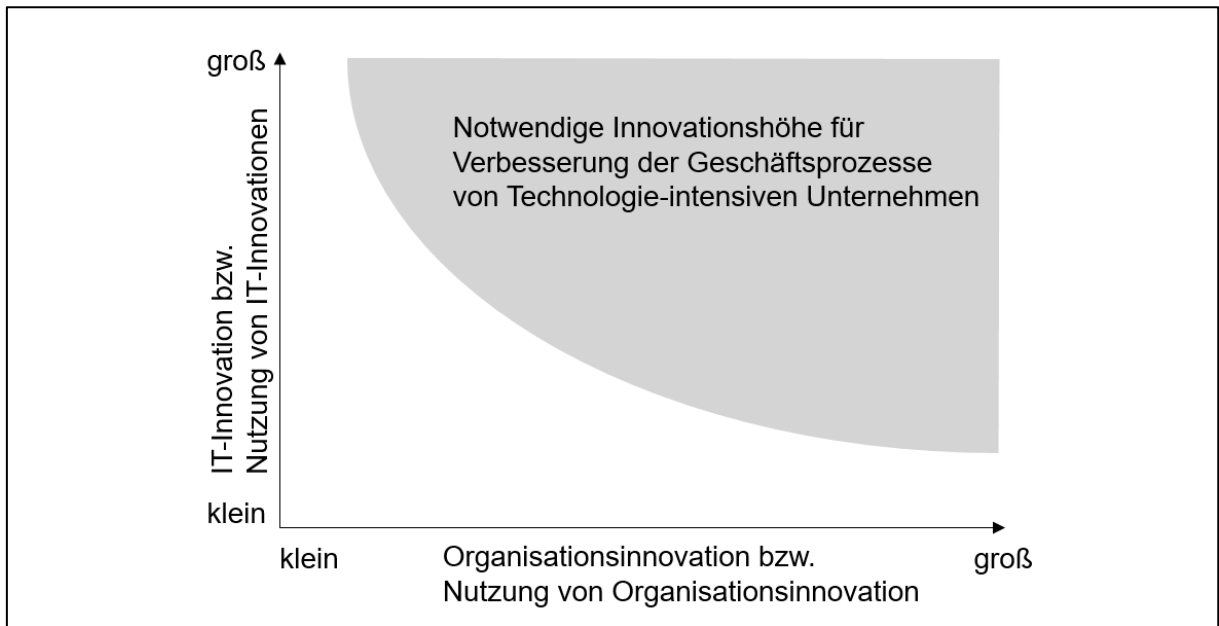 groß
IT-Innovation bzw.
Nutzung von IT-Innovationen
klein
Notwendige Innovationshöhe für
Verbesserung der Geschäftsprozesse
von Technologie-intensiven Unternehmen
klein
Organisationsinnovation bzw.
Nutzung von Organisationsinnovation
groß